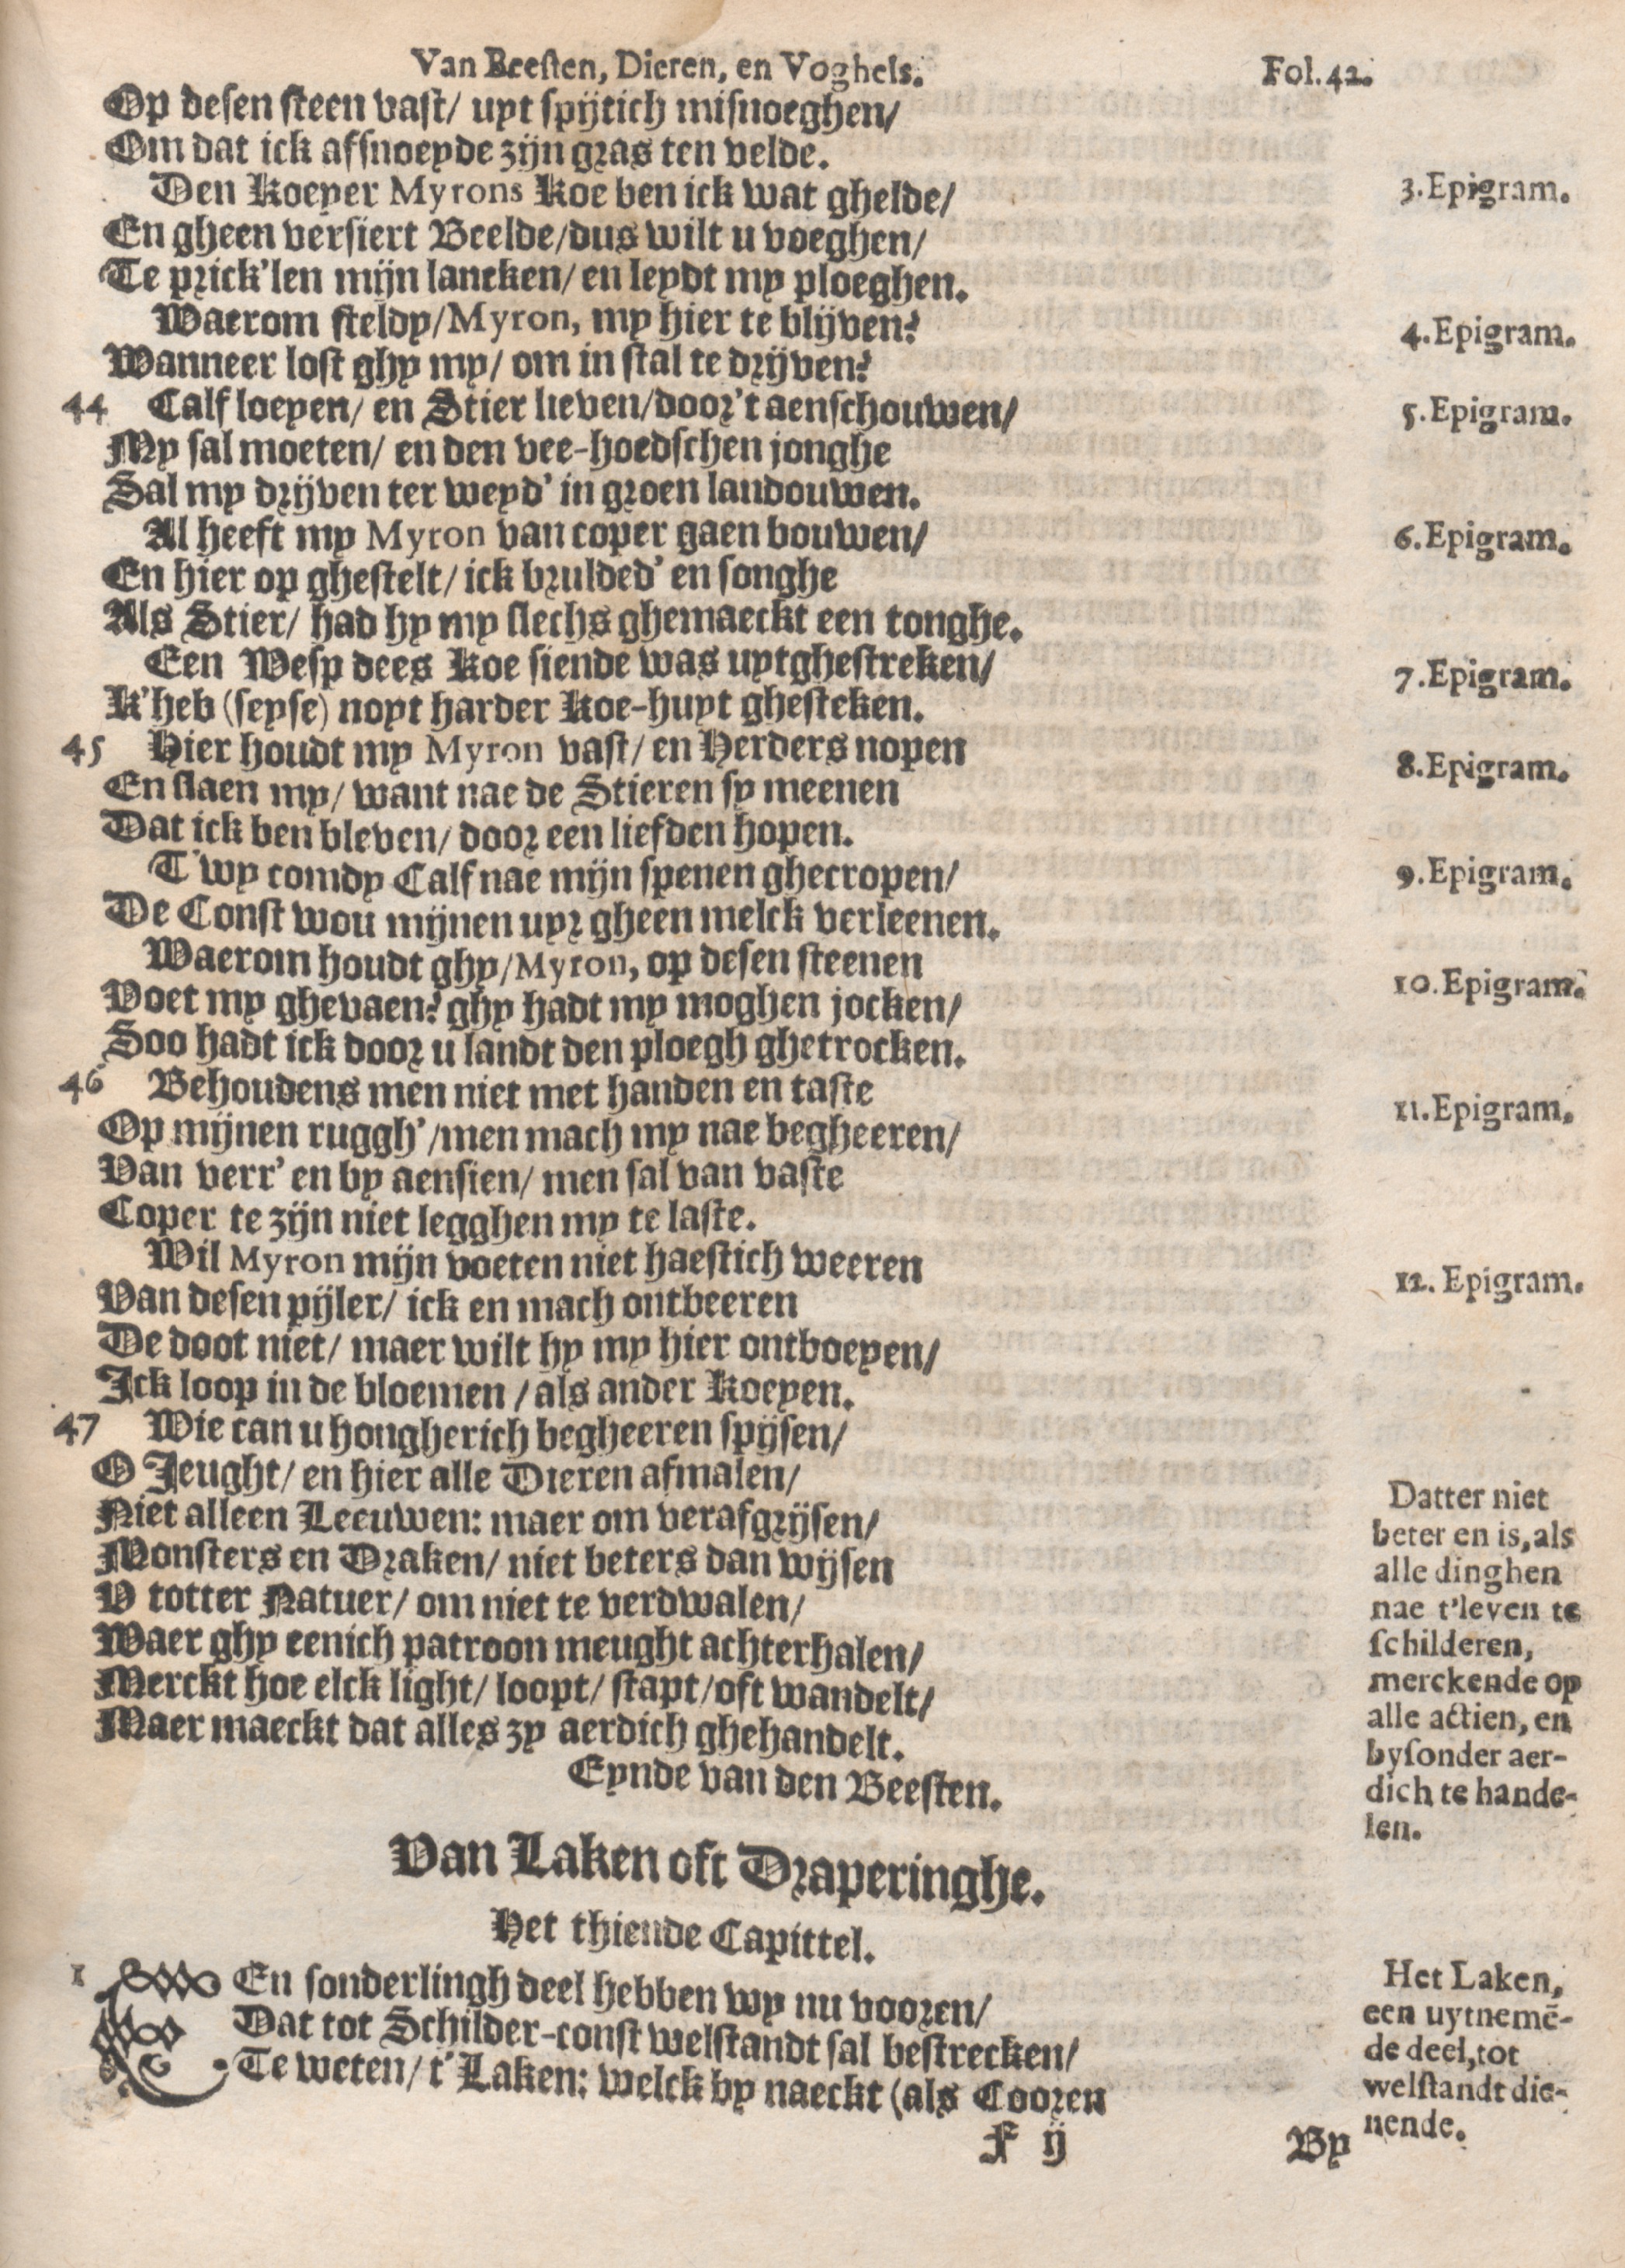 Van Beesten, Dieren, en Voghels. Fol. 42.
Op desen steen vast/ uyt spijtich misnoeghen/
Om dat ick afsnoeyde zijn gras ten velde.
Den Koeyer Myrons Koe ben ick wat ghelde/
3. Epigram.
En gheen versiert Beelde/dus wilt u voeghen/
Te prick'len mijn lancken/ en leydt my ploeghen.
Waerom steldy/Myron, my hier te blijven?
4. Epigram.
Wanneer lost ghy my/ om in stal te drijven?
44 Calf loeyen/ en Stier lieven/door't aenschouwen/
5. Epigram.
My sal moeten/ en den vee-hoedschen jonghe
Sal my drijven ter weyd' in groen landouwen.
Al heeft my Myron van coper gaen bouwen/
6. Epigram.
En hier op ghestelt/ ick brulded' en songhe
Als Stier/ had hy my slechs ghemaeckt een tonghe.
Een Wesp dees Koe siende was uytghestreken/
7. Epigram.
K'heb (seyse) noyt harder Koe-huyt ghesteken.
45 Hier houdt my Myron vast/ en Herders nopen
8. Epigram.
En slaen my/ want nae de Stieren sy meenen
Dat ick ben bleven/ door een liefden hopen.
T'wy comdy Calf nae mijn spenen ghecropen/
9. Epigram.
De Const wou mijnen uyr gheen melck verleenen.
Waerom houdt ghy/Myron, op desen steenen
10. Epigram.
Voet my ghevaen? ghy hadt my moghen jocken/
Soo hadt ick door u landt den ploegh ghetrocken.
46 Behoudens men niet met handen en taste
11. Epigram.
Op mijnen ruggh'/men mach my nae begheeren/
Van verr' en by aensien/ men sal van vaste
Coper te zijn niet legghen my te laste.
Wil Myron mijn voeten niet haestich weeren
12. Epigram.
Van desen pijler/ ick en mach ontbeeren
De doot niet/ maer wilt hy my hier ontboeyen/
Ick loop in de bloemen /als ander Koeyen.
47 Wie can u hongherich begheeren spijsen/
O Jeught/ en hier alle Dieren afmalen/
Niet alleen Leeuwen: maer om verafgrijsen/
Monsters en Draken/ niet beters dan wijsen
V totter Natuer/ om niet te verdwalen/
Waer ghy eenich patroon meught achterhalen/
Merckt hoe elck light/ loopt/ stapt/oft wandelt/
Maer maeckt dat alles zy aerdich ghehandelt.
Datter niet
beter en is, als
alle dinghen
nae t'leven te
schilderen,
merckende op
alle actien, en
bysonder aer-
dich te hande-
len.
Eynde van den Beesten.
Van Laken oft Draperinghe.
Het thiende Capittel.
1 EEn sonderlingh deel hebben wy nu vooren/
Dat tot Schilder-const welstandt sal bestrecken/
Te weten/ t'Laken: welck by naeckt (als Cooren
Het Laken,
een uytnemē-
de deel, tot
welstandt die-
nende.
F ij By